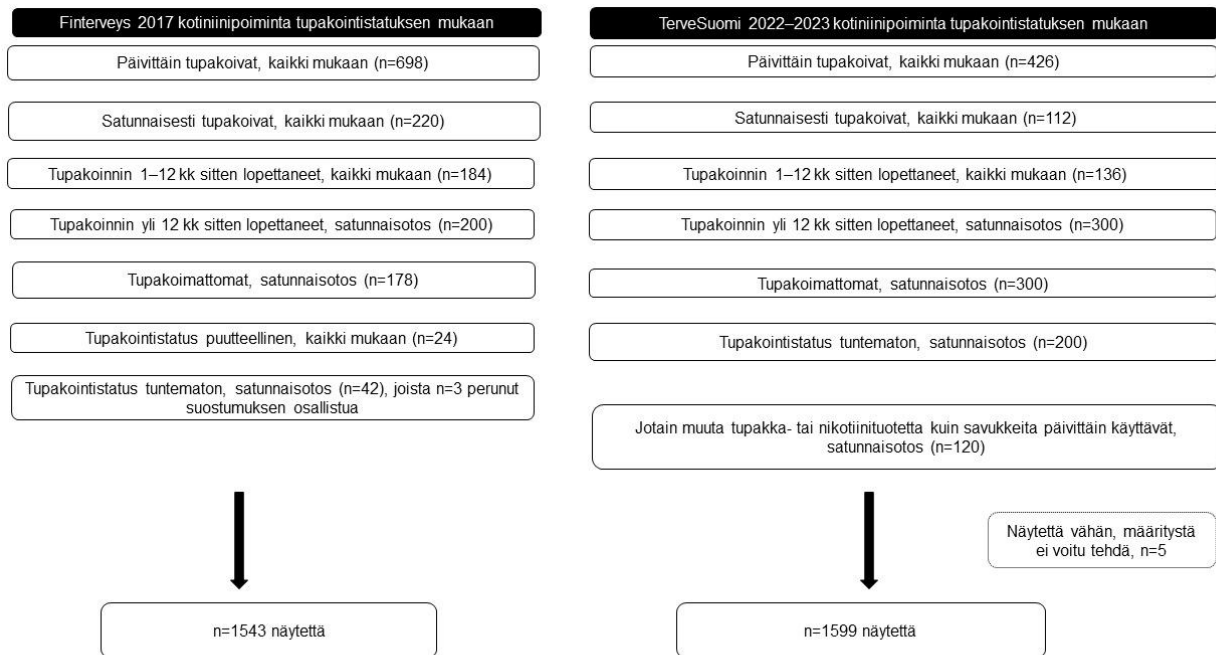 Finterveys 2017 kotiniinipoiminta tupakointistatuksen mukaan
Päivittäin tupakoivat, kaikki mukaan (n=698)
Satunnaisesti tupakoivat, kaikki mukaan (n=220)
Tupakoinnin 1–12 kk sitten lopettaneet, kaikki mukaan (n=184)
Tupakoinnin yli 12 kk sitten lopettaneet, satunnaisotos (n=200)
Tupakoimattomat, satunnaisotos (n=178)
Tupakointistatus puutteellinen, kaikki mukaan (n=24)
Tupakointistatus tuntematon, satunnaisotos (n=42), joista n=3 perunut
suostumuksen osallistua
n=1543 näytettä
TerveSuomi 2022–2023 kotiniinipoiminta tupakointistatuksen mukaan
Päivittäin tupakoivat, kaikki mukaan (n=426)
Satunnaisesti tupakoivat, kaikki mukaan (n=112)
Tupakoinnin 1–12 kk sitten lopettaneet, kaikki mukaan (n=136)
Tupakoinnin yli 12 kk sitten lopettaneet, satunnaisotos (n=300)
Tupakoimattomat, satunnaisotos (n=300)
Tupakointistatus tuntematon, satunnaisotos (n=200)
Jotain muuta tupakka- tai nikotiinituotetta kuin savukkeita päivittäin käyttävät,
satunnaisotos (n=120)
Näytettä vähän, määritystä
ei voitu tehdä, n=5
n=1599 näytettä